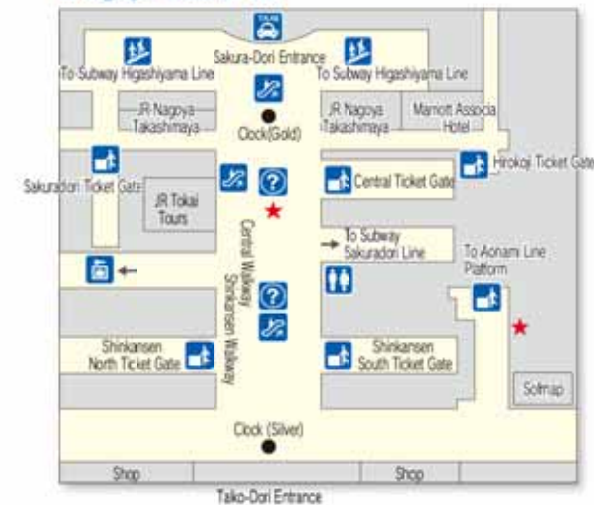 TAXI
Sakura-Dori Entrance
To Subway Higashiyama Line
To Subway Higashiyama Line
JR Nagoya
Takashimaya
Clock(Gold)
JR Nagoya
Takashimaya
Marriott Associa
Hotel
Sakuradori Ticket Gate
Central Ticket Gate
Hirokoji Ticket Gate
JR Tokai
Tours
Central Walkway
Shinkansen Walkway
To Subway
Sakuradori Line
To Aonami Line
Platform
Shinkansen
North Ticket Gate
Shinkansen
South Ticket Gate
Sofmap
Clock (Silver)
Shop
Shop
Taiko-Dori Entrance